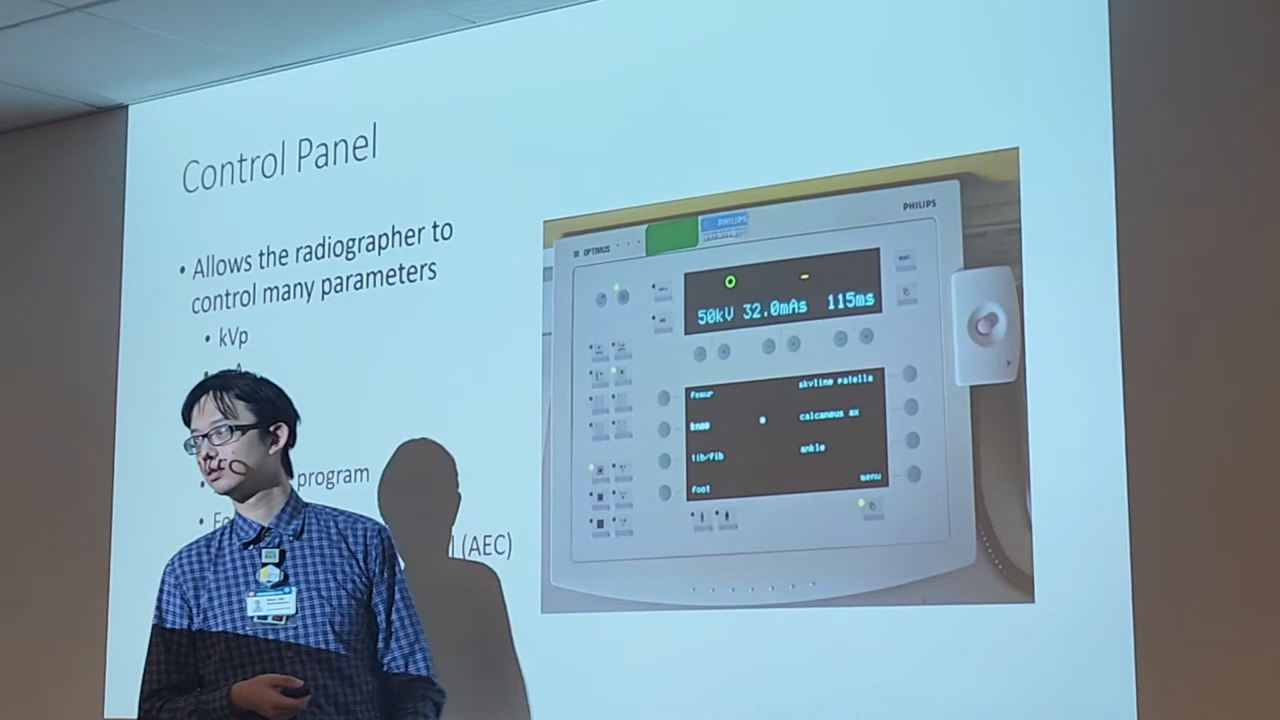 Control Panel
• Allows the radiographer to
control many parameters
• kVp
program
(AEC)
OPTIMUS
PHILIPS
PHILIPS
50kV 32.0mAs 115ms
femur
skyline patella
knee
calcaneus ax
tib/fib
ankle
foot
menu